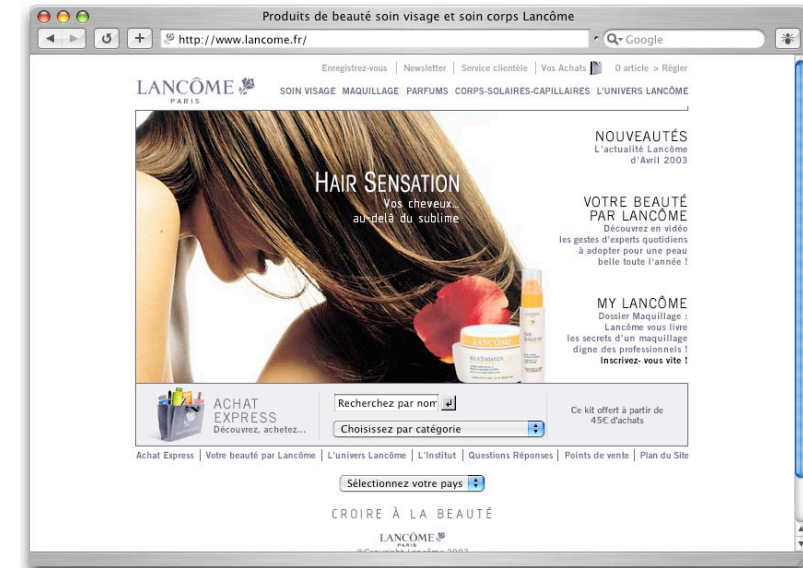 Produits de beauté soin visage et soin corps Lancôme
http://www.lancome.fr/
Google
Enregistrez-vous | Newsletter | Service clientèle | Vos Achats 0 article > Régler
LANCÔME
PARIS
SOIN VISAGE MAQUILLAGE PARFUMS CORPS-SOLAIRES-CAPILLAIRES L'UNIVERS LANCÔME
HAIR SENSATION
Vos cheveux...
au-delà du sublime
NOUVEAUTÉS
L'actualité Lancôme
d'Avril 2003
VOTRE BEAUTÉ
PAR LANCÔME
Découvrez en vidéo
les gestes d'experts quotidiens
à adopter pour une peau
belle toute l'année !
MY LANCÔME
Dossier Maquillage :
Lancôme vous livre
les secrets d'un maquillage
digne des professionnels !
Inscrivez- vous vite !
LANCÔME
HAIR SENSATION
ACHAT
EXPRESS
Découvrez, achetez...
Recherchez par nom
Choisissez par catégorie
Ce kit offert à partir de
45€ d'achats
Achat Express | Votre beauté par Lancôme | L'univers Lancôme | L'Institut | Questions Réponses | Points de vente | Plan du Site
Sélectionnez votre pays
CROIRE À LA BEAUTÉ
LANCÔME
PARIS
©Copyright Lancôme 2003